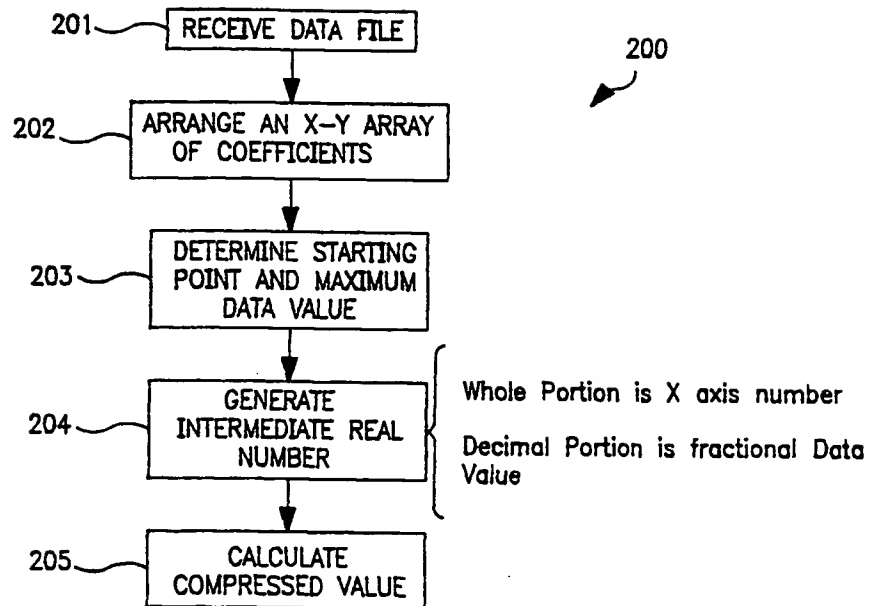 201
RECEIVE DATA FILE
200
202
ARRANGE AN X-Y ARRAY
OF COEFFICIENTS
203
DETERMINE STARTING
POINT AND MAXIMUM
DATA VALUE
204
GENERATE
INTERMEDIATE REAL
NUMBER
Whole Portion is X axis number
Decimal Portion is fractional Data
Value
205
CALCULATE
COMPRESSED VALUE